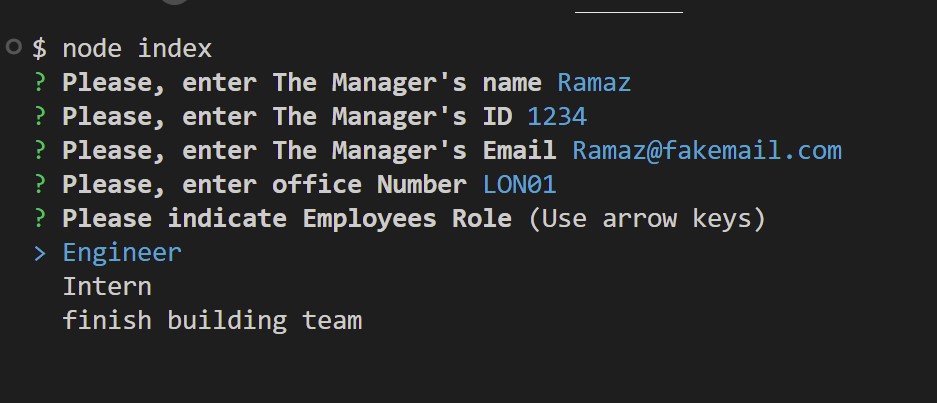 $ node index
? Please, enter The Manager's name Ramaz
? Please, enter The Manager's ID 1234
? Please, enter The Manager's Email Ramaz@fakemail.com
? Please, enter office Number LON01
? Please indicate Employees Role (Use arrow keys)
> Engineer
Intern
finish building team